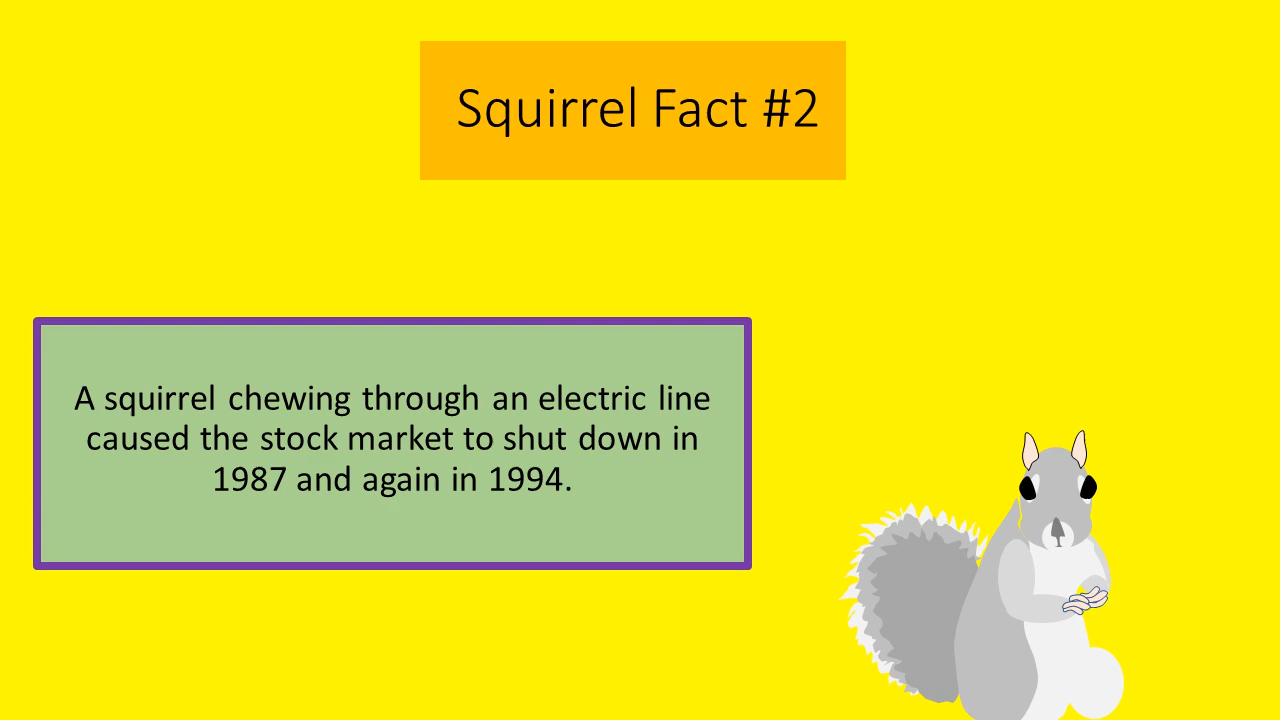 Squirrel Fact #2
A squirrel chewing through an electric line
caused the stock market to shut down in
1987 and again in 1994.